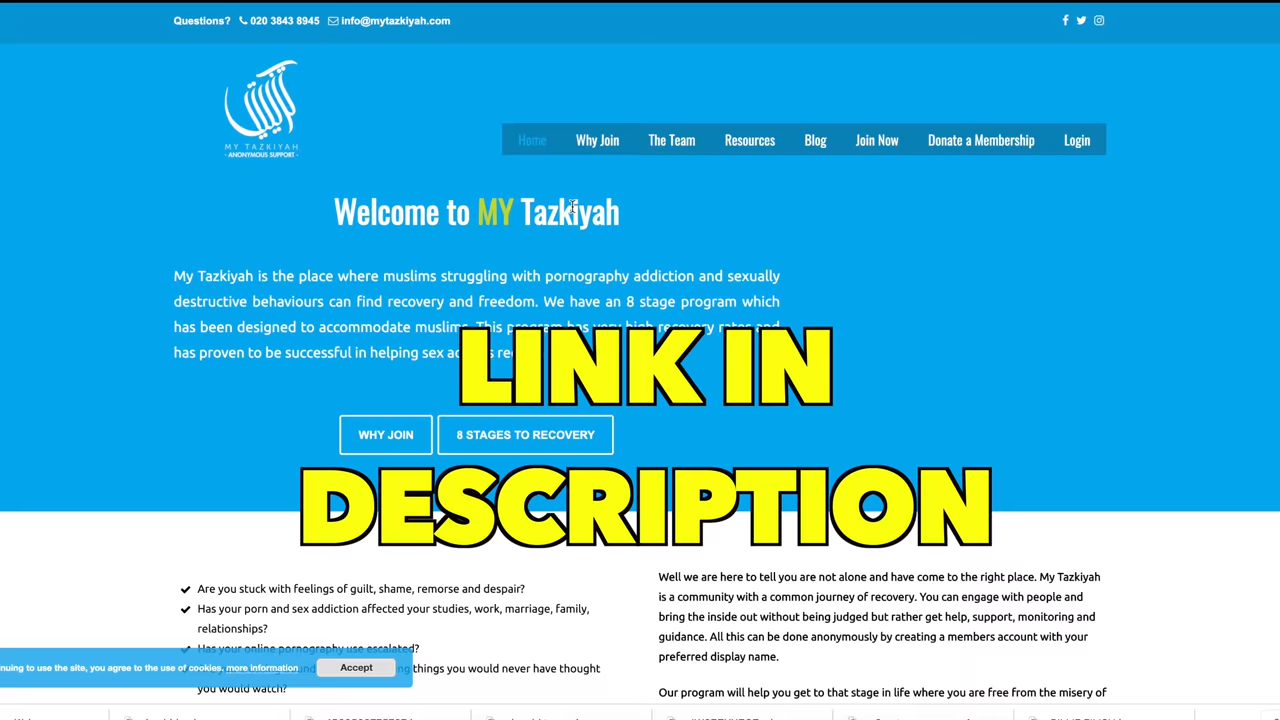 Questions? 020 3843 8945 info@mytazkiyah.com
MY TAZKIYAH
- ANONYMOUS SUPPORT -
Home Why Join The Team Resources Blog Join Now Donate a Membership Login
Welcome to MY Tazkiyah
My Tazkiyah is the place where muslims struggling with pornography addiction and sexually
destructive behaviours can find recovery and freedom. We have an 8 stage program which
has been designed to accommodate muslims. This program has very high recovery rates and
has proven to be successful in helping sex
LINK IN
WHY JOIN 8 STAGES TO RECOVERY
DESCRIPTION
Are you stuck with feelings of guilt, shame, remorse and despair?
Has your porn and sex addiction affected your studies, work, marriage, family,
relationships?
Has your online pornography use escalated?
things you would never have thought
you would watch?
Well we are here to tell you are not alone and have come to the right place. My Tazkiyah
is a community with a common journey of recovery. You can engage with people and
bring the inside out without being judged but rather get help, support, monitoring and
guidance. All this can be done anonymously by creating a members account with your
preferred display name.
Our program will help you get to that stage in life where you are free from the misery of
to use the site, you agree to the use of cookies. more information Accept